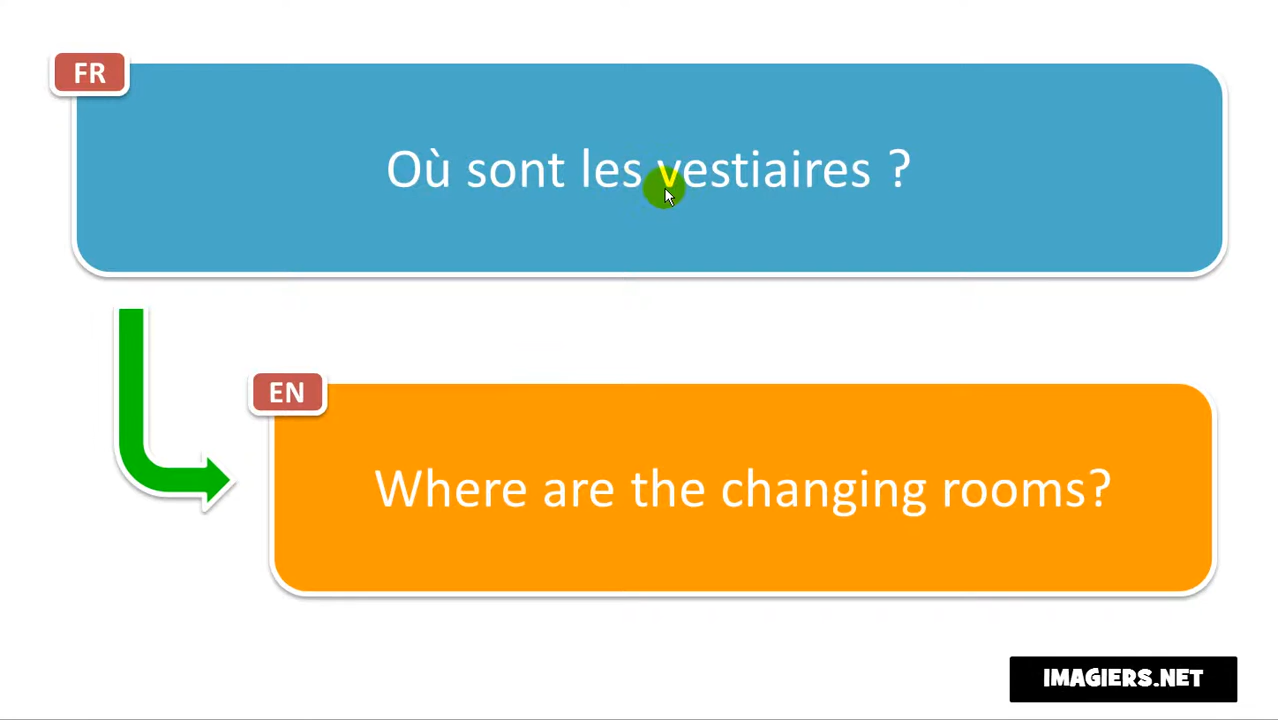 FR
Où sont les vestiaires ?
EN
Where are the changing rooms?
IMAGIERS.NET